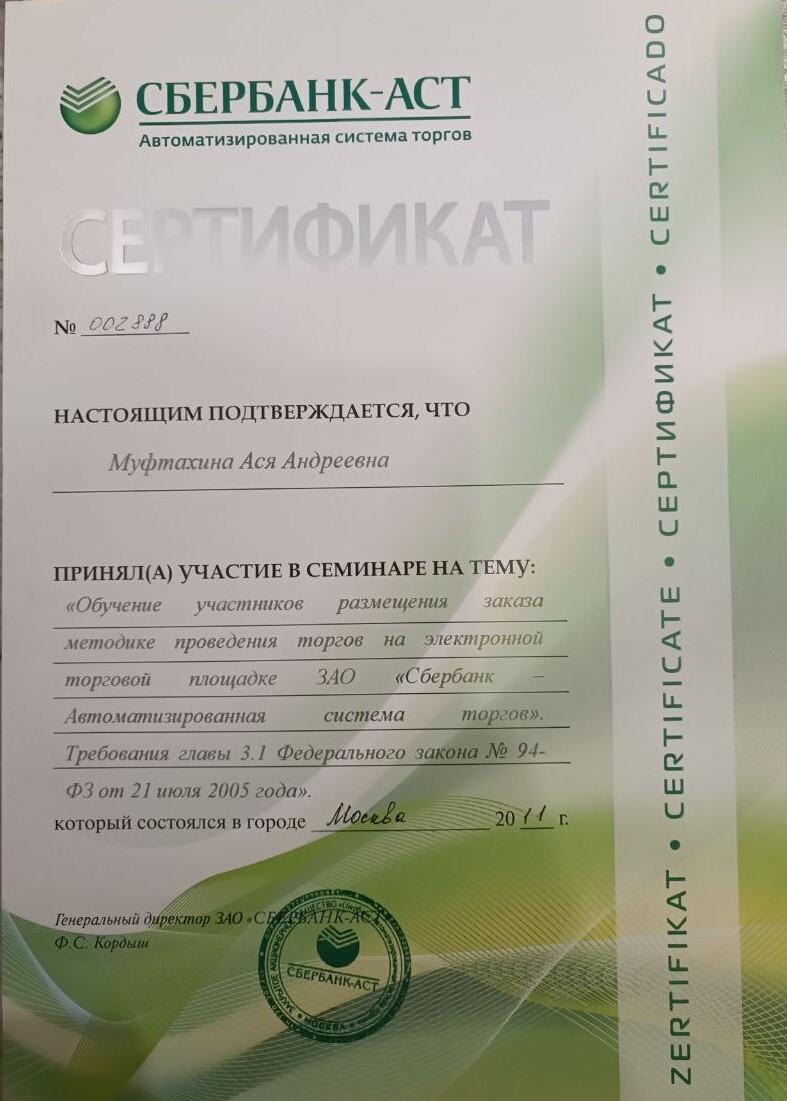 СБЕРБАНК-АСТ
Автоматизированная система торгов
СЕРТИФИКАТ
№ 002888
НАСТОЯЩИМ ПОДТВЕРЖДАЕТСЯ, ЧТО
Муфтахина Ася Андреевна
ПРИНЯЛ(А) УЧАСТИЕ В СЕМИНАРЕ НА ТЕМУ:
«Обучение участников размещения заказа
методике проведения торгов на электронной
торговой площадке ЗАО «Сбербанк –
Автоматизированная система торгов».
Требования главы 3.1 Федерального закона № 94-
ФЗ от 21 июля 2005 года».
который состоялся в городе Москва 2011 г.
Генеральный директор ЗАО «СБЕРБАНК-АСТ»
Ф.С. Кордыш
ЗАКРЫТОЕ АКЦИОНЕРНОЕ ОБЩЕСТВО
СБЕРБАНК-АСТ
• МОСКВА •
ZERTIFIKAT • CERTIFICATE • СЕРТИФИКАТ • CERTIFICADO